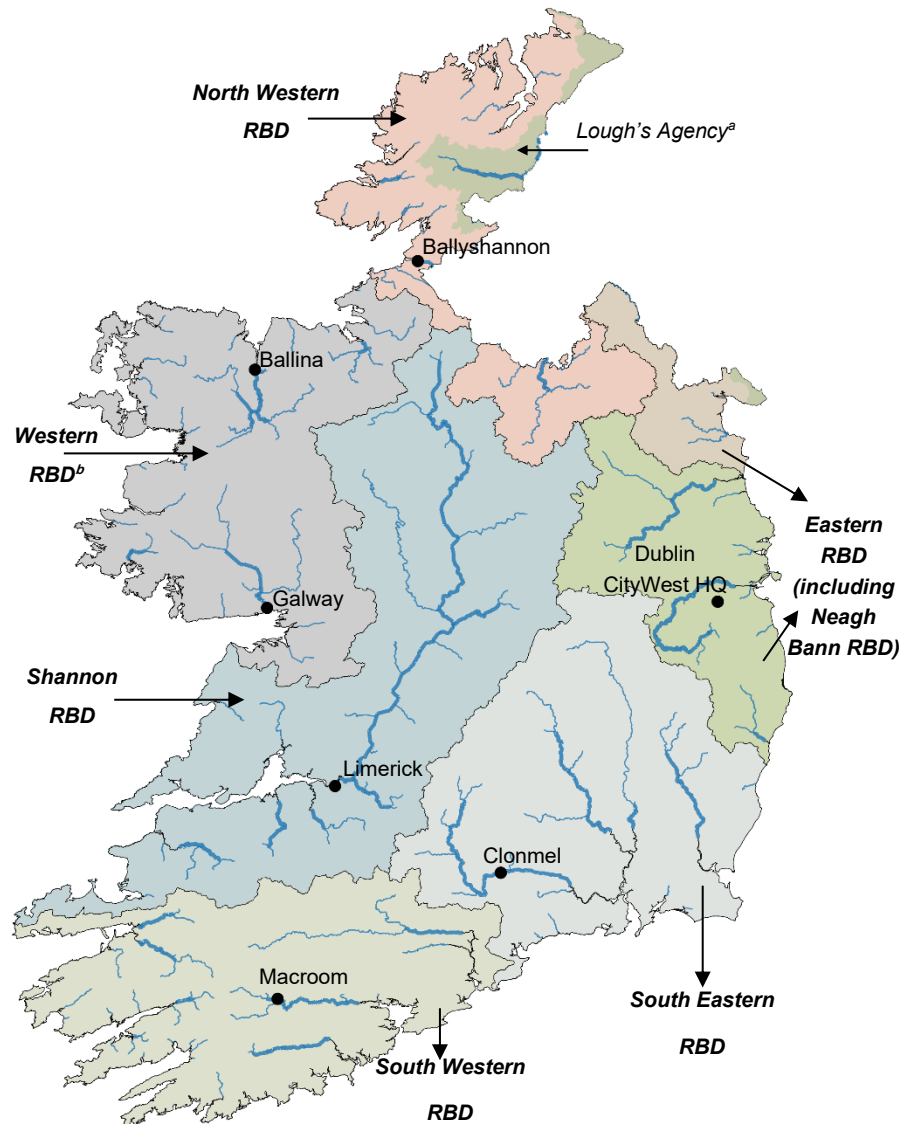 North Western
RBD
Lough's Agencyᵃ
Ballyshannon
Ballina
Western
RBDᵇ
Eastern
RBD
(including
Neagh
Bann RBD)
Dublin
CityWest HQ
Galway
Shannon
RBD
Limerick
Clonmel
Macroom
South Eastern
RBD
South Western
RBD